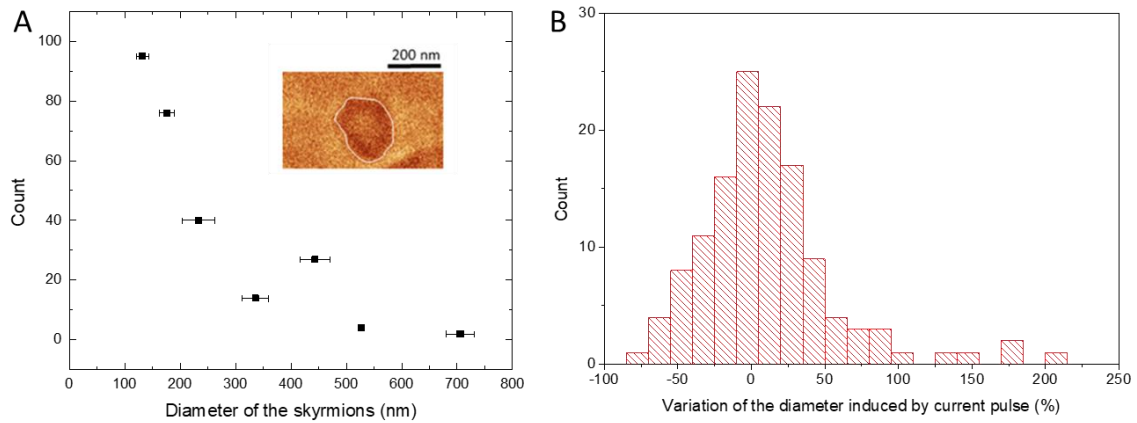 A
100
80
60
40
20
0
0 100 200 300 400 500 600 700 800
Count
Diameter of the skyrmions (nm)
200 nm
B
30
20
10
0
-100 -50 0 50 100 150 200 250
Count
Variation of the diameter induced by current pulse (%)